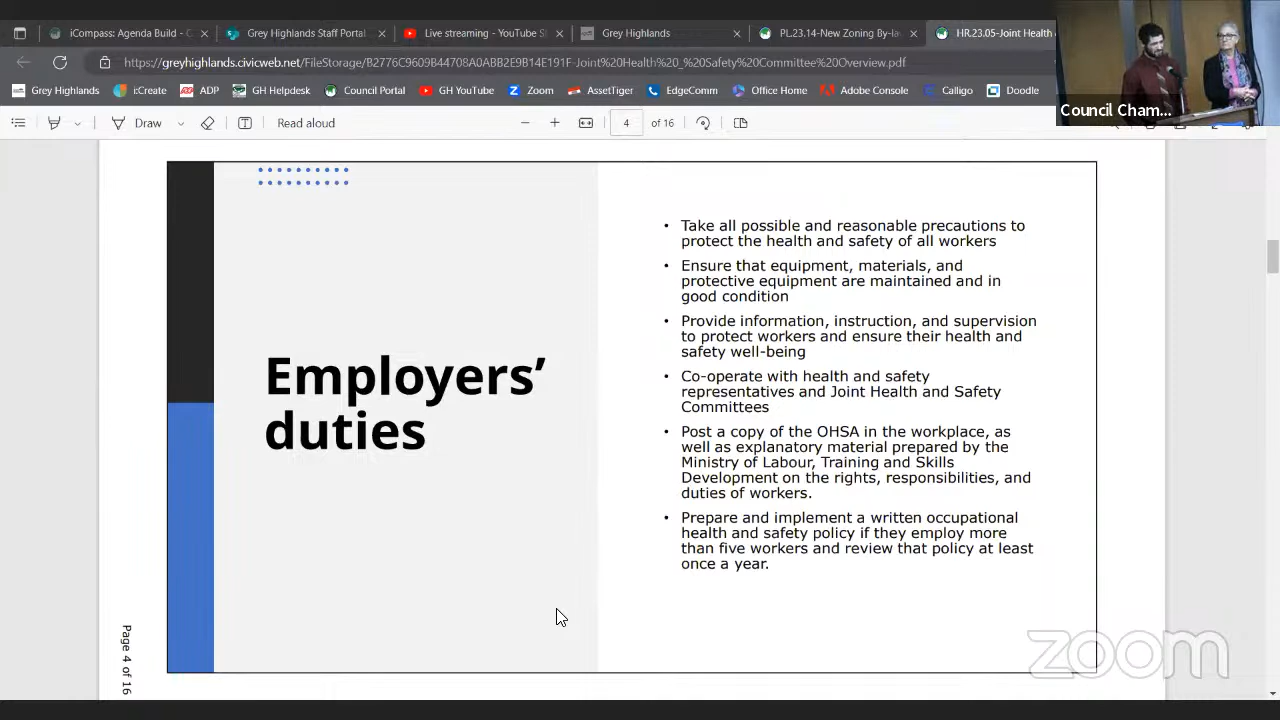 iCompass: Agenda Build - C
Grey Highlands Staff Portal
Live streaming - YouTube S
Grey Highlands
PL.23.14-New Zoning By-la
HR.23.05-Joint Health &
https://greyhighlands.civicweb.net/FileStorage/B2776C9609B44708A0ABB2E9B14E191F-Joint%20Health%20_%20Safety%20Committee%20Overview.pdf
Grey Highlands
iCreate
ADP
GH Helpdesk
Council Portal
GH YouTube
Zoom
AssetTiger
EdgeComm
Office Home
Adobe Console
Calligo
Doodle
Council Cham...
Draw
Read aloud
4
of 16
Employers’
duties
• Take all possible and reasonable precautions to
protect the health and safety of all workers
• Ensure that equipment, materials, and
protective equipment are maintained and in
good condition
• Provide information, instruction, and supervision
to protect workers and ensure their health and
safety well-being
• Co-operate with health and safety
representatives and Joint Health and Safety
Committees
• Post a copy of the OHSA in the workplace, as
well as explanatory material prepared by the
Ministry of Labour, Training and Skills
Development on the rights, responsibilities, and
duties of workers.
• Prepare and implement a written occupational
health and safety policy if they employ more
than five workers and review that policy at least
once a year.
Page 4 of 16
zoom